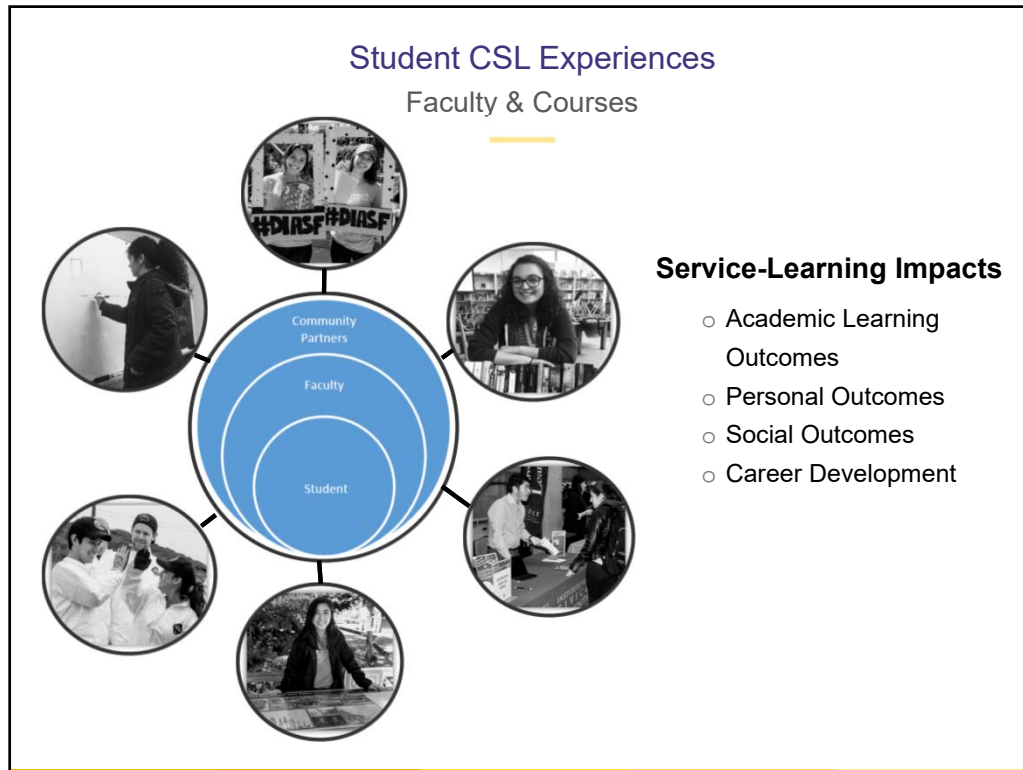 Student CSL Experiences
Faculty & Courses
#DIASF
#DIASF
Community
Partners
Faculty
Student
Service-Learning Impacts
Academic Learning
Outcomes
Personal Outcomes
Social Outcomes
Career Development